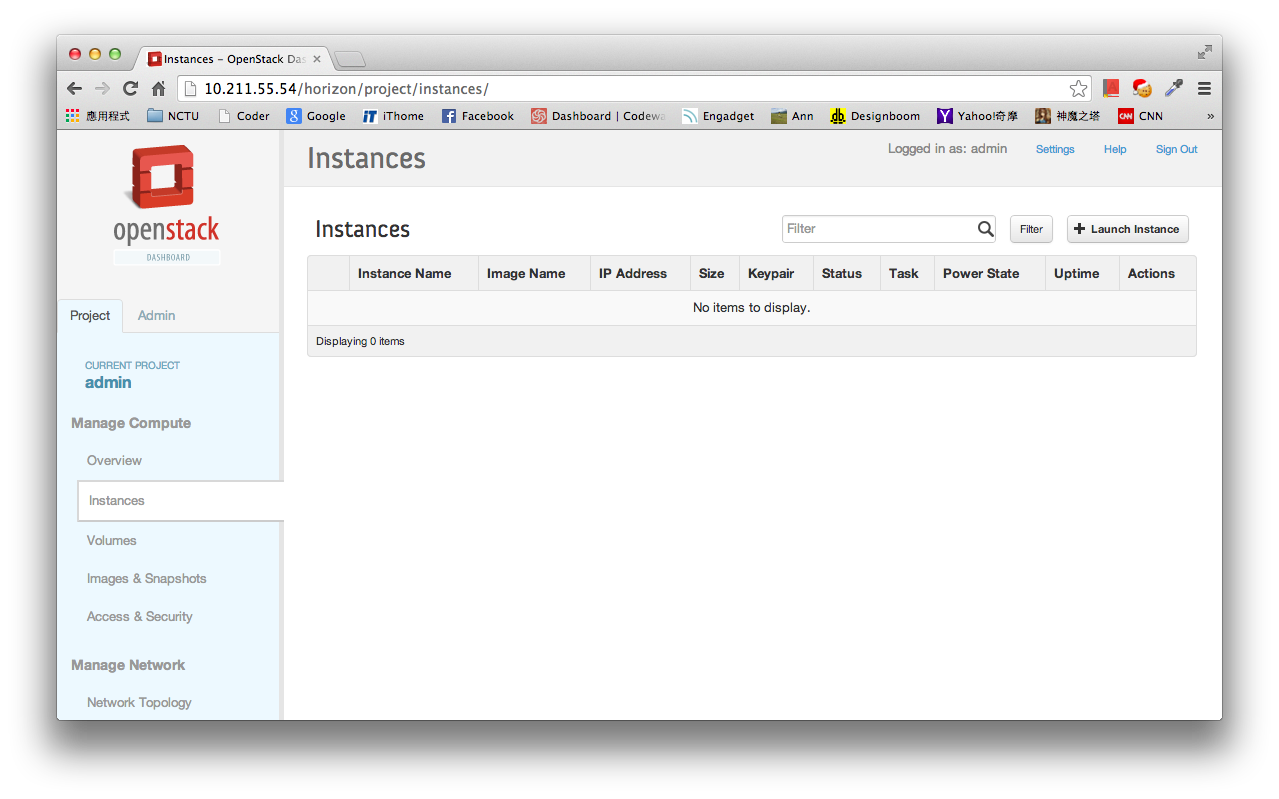 Instances - OpenStack Das
10.211.55.54/horizon/project/instances/
應用程式 NCTU Coder Google iThome Facebook Dashboard | Codewa Engadget Ann Designboom Yahoo!奇摩 神魔之塔 CNN »
openstack
DASHBOARD
Project Admin
CURRENT PROJECT
admin
Manage Compute
Overview
Instances
Volumes
Images & Snapshots
Access & Security
Manage Network
Network Topology
Instances
Logged in as: admin Settings Help Sign Out
Instances
Filter Filter + Launch Instance
Instance Name Image Name IP Address Size Keypair Status Task Power State Uptime Actions
No items to display.
Displaying 0 items